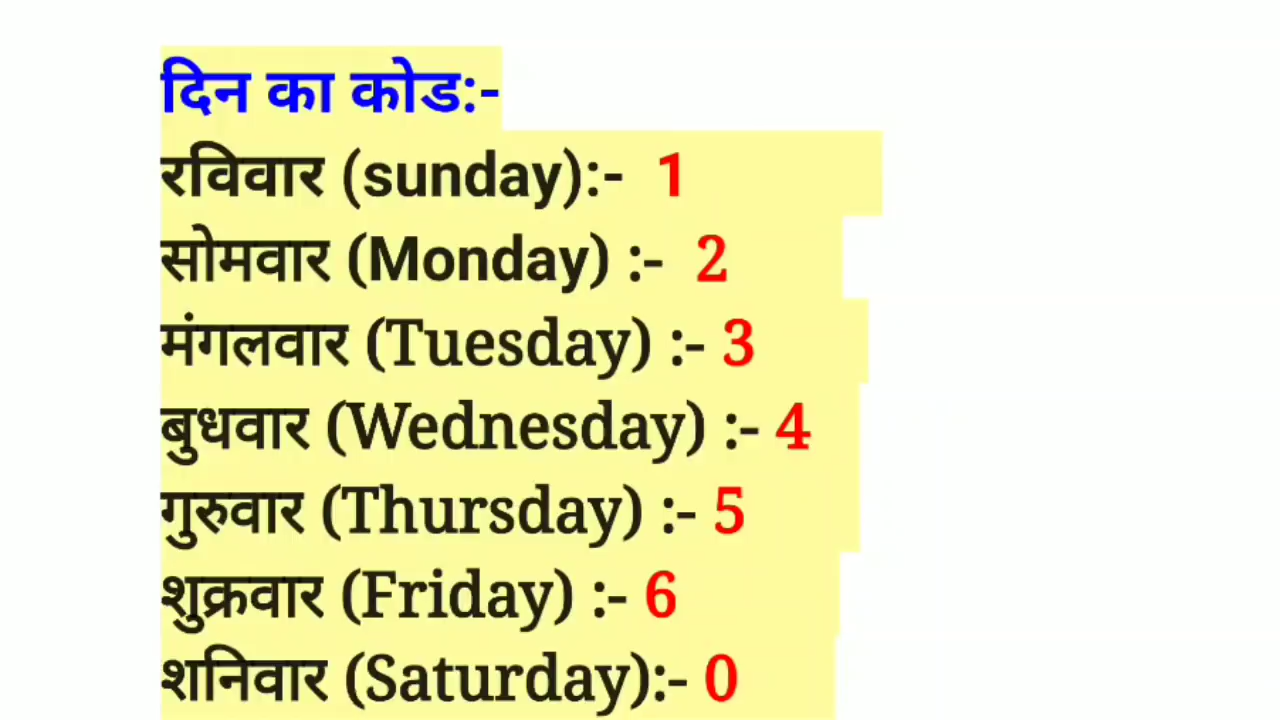 दिन का कोड:-
रविवार (sunday):- 1
सोमवार (Monday) :- 2
मंगलवार (Tuesday) :- 3
बुधवार (Wednesday) :- 4
गुरुवार (Thursday) :- 5
शुक्रवार (Friday) :- 6
शनिवार (Saturday):- 0